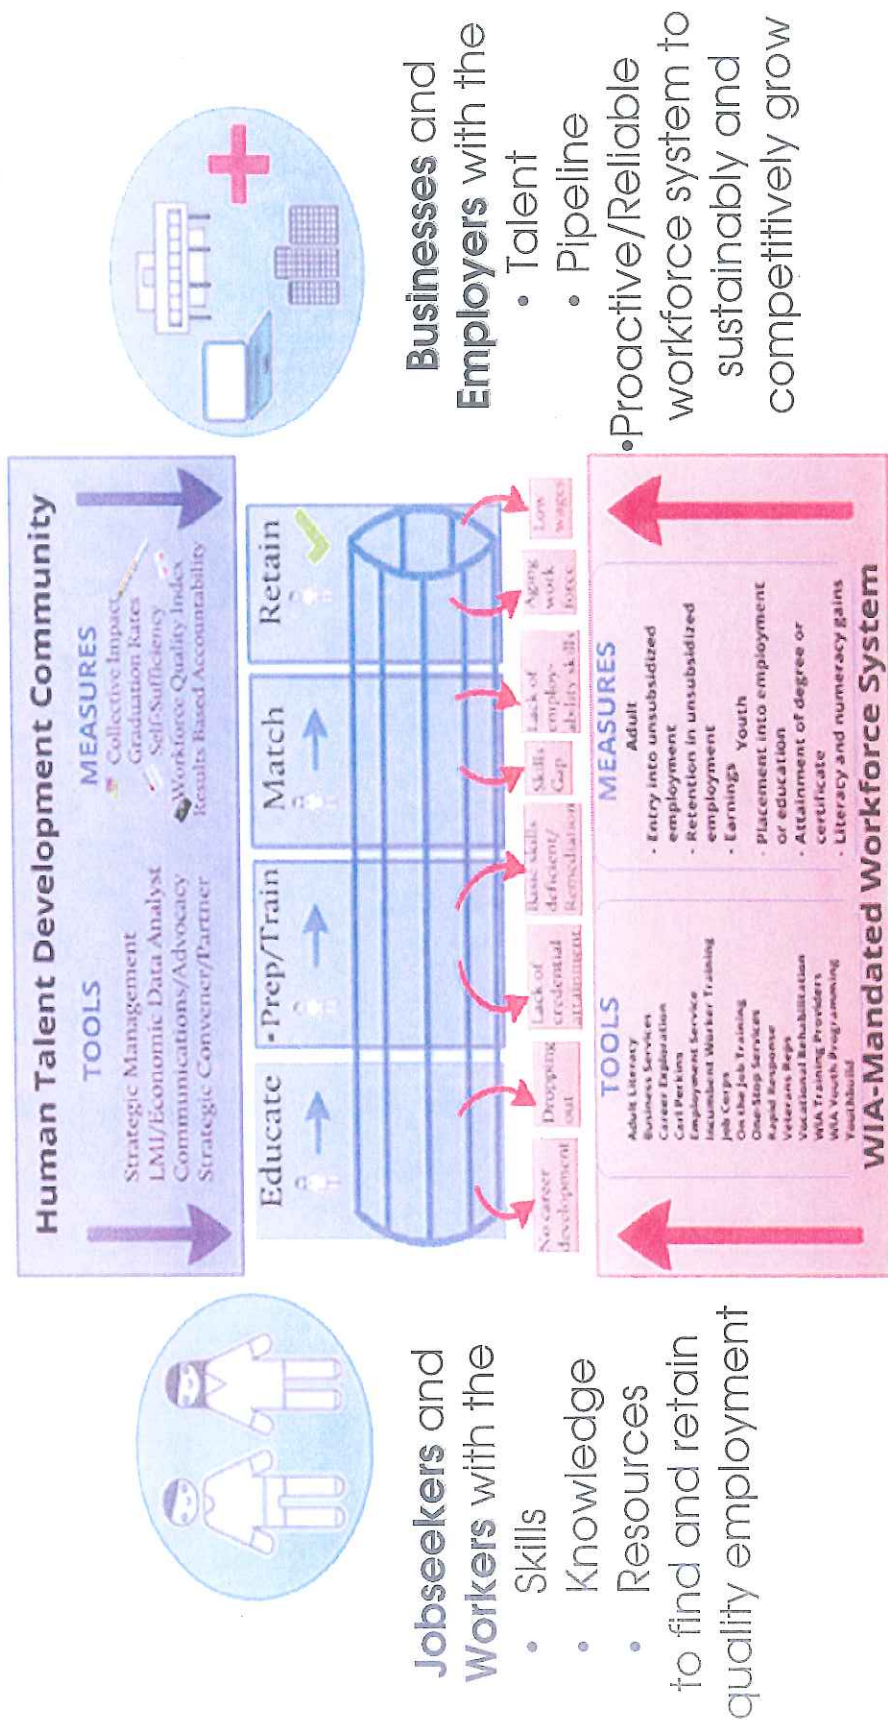 Jobseekers and
Workers with the
• Skills
• Knowledge
• Resources
to find and retain
quality employment
Human Talent Development Community
TOOLS
Strategic Management
LMI/Economic Data Analyst
Communications/Advocacy
Strategic Convener/Partner
MEASURES
Collective Impact
Graduation Rates
Self-Sufficiency
Workforce Quality Index
Results Based Accountability
Educate
•Prep/Train
Match
Retain
No career
development
Dropping
out
Lack of
credential
attainment
Basic skills
deficient/
Remediation
Skills
Gap
Lack of
employ-
ability skills
Aging
work
force
Low
wages
TOOLS
Adult Literacy
Business Services
Career Exploration
Carl Perkins
Employment Service
Incumbent Worker Training
Job Corps
On the Job Training
One-Stop Services
Rapid Response
Veterans Reps
Vocational Rehabilitation
WIA Training Providers
WIA Youth Programming
Youthbuild
MEASURES
Adult
• Entry into unsubsidized
employment
• Retention in unsubsidized
employment
• Earnings
Youth
• Placement into employment
or education
• Attainment of degree or
certificate
• Literacy and numeracy gains
WIA-Mandated Workforce System
Businesses and
Employers with the
• Talent
• Pipeline
•Proactive/Reliable
workforce system to
sustainably and
competitively grow